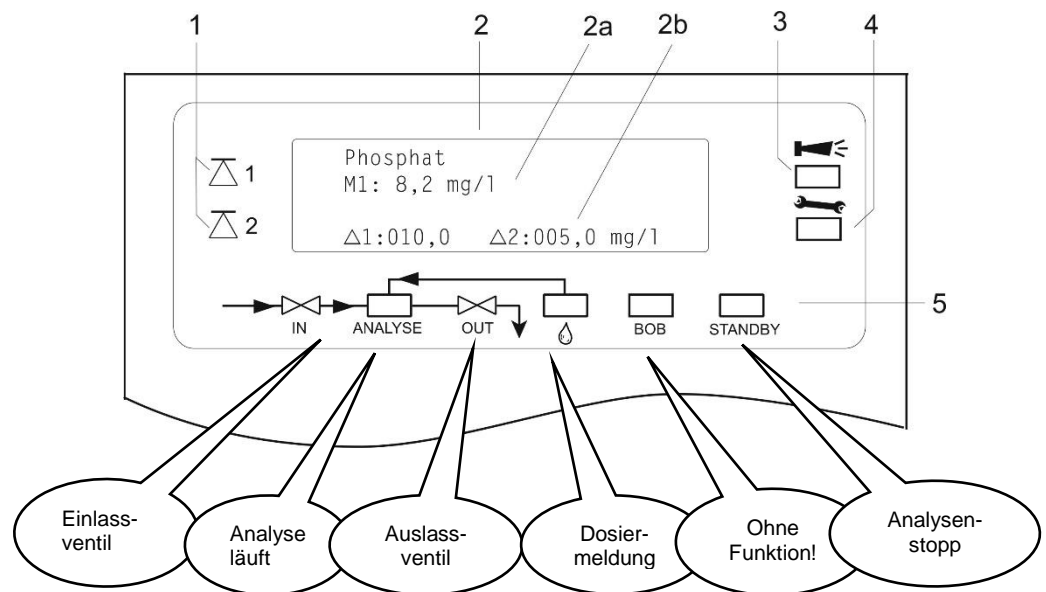 1
2
2a
2b
3
4
1
2
Phosphat
M1: 8,2 mg/l
△1:010,0 △2:005,0 mg/l
5
IN
ANALYSE
OUT
BOB
STANDBY
Einlass-
ventil
Analyse
läuft
Auslass-
ventil
Dosier-
meldung
Ohne
Funktion!
Analysen-
stopp